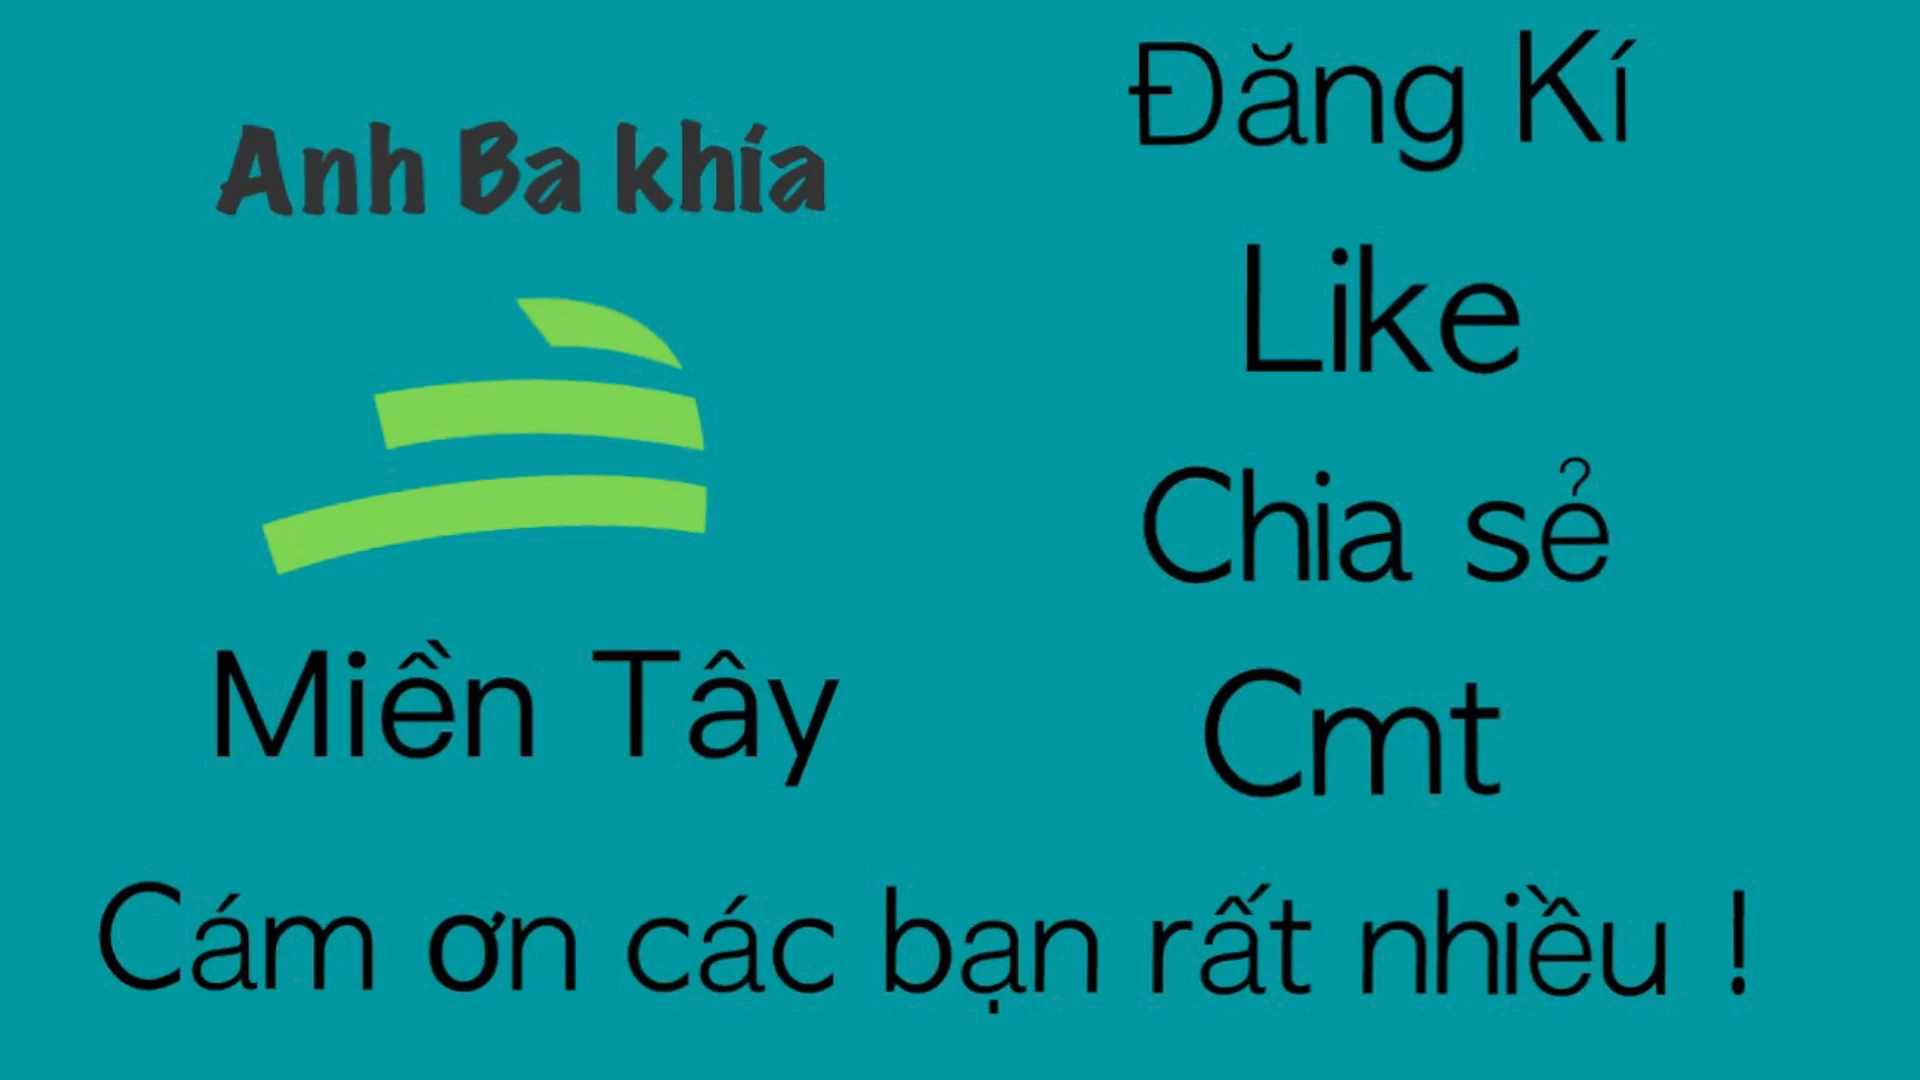 Anh Ba khía
Miền Tây
Đăng Kí
Like
Chia sẻ
Cmt
Cám ơn các bạn rất nhiều !